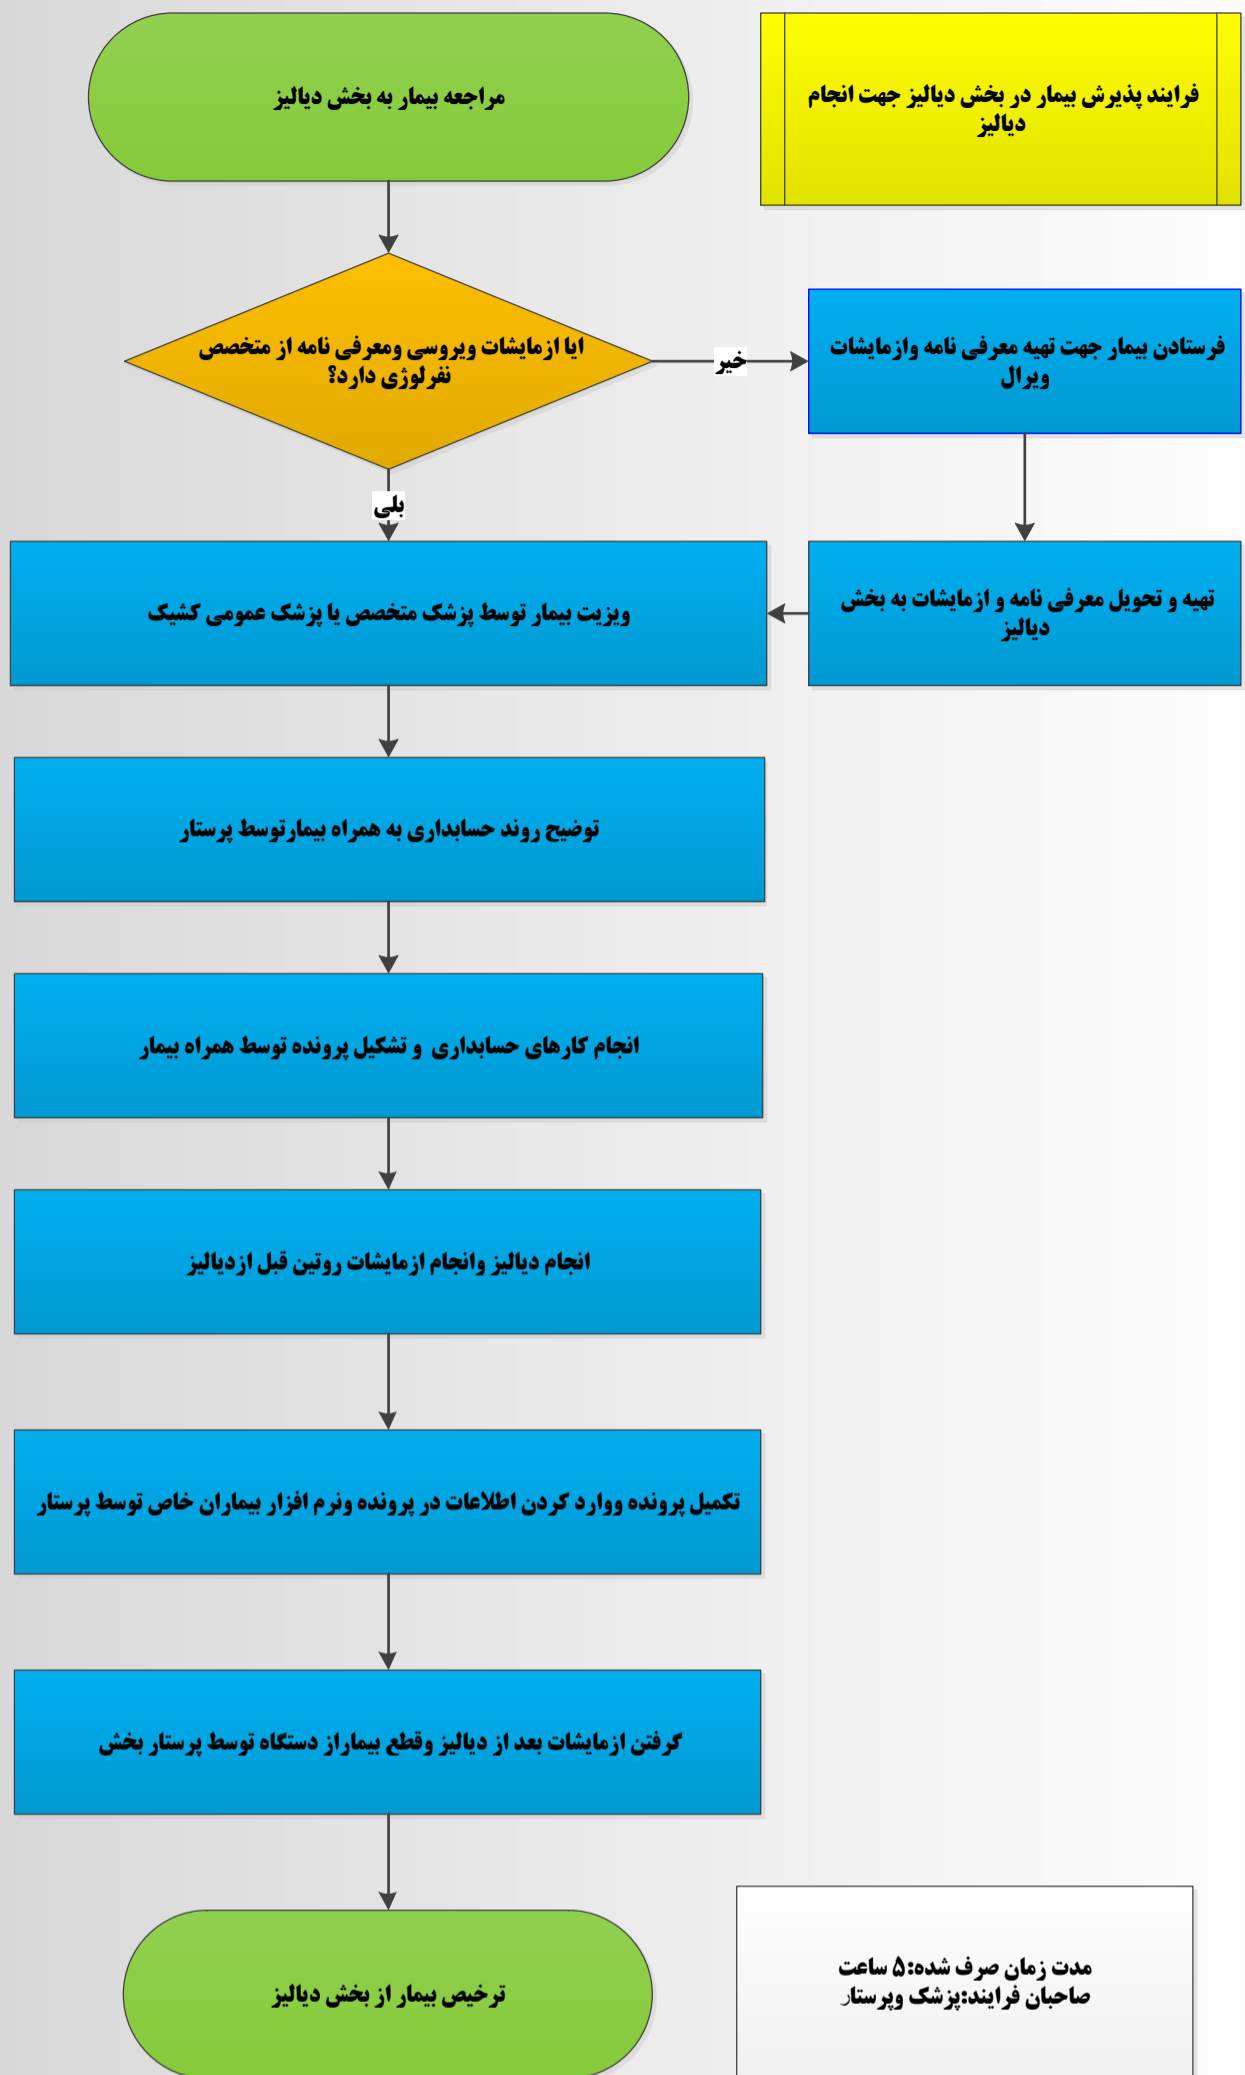 فرایند پذیرش بیمار در بخش دیالیز جهت انجام
دیالیز
مراجعه بیمار به بخش دیالیز
ایا ازمایشات ویروسی ومعرفی نامه از متخصص
نفرلوژی دارد؟
خیر
فرستادن بیمار جهت تهیه معرفی نامه وازمایشات
ویرال
بلی
تهیه و تحویل معرفی نامه و ازمایشات به بخش
دیالیز
ویزیت بیمار توسط پزشک متخصص یا پزشک عمومی کشیک
توضیح روند حسابداری به همراه بیمارتوسط پرستار
انجام کارهای حسابداری و تشکیل پرونده توسط همراه بیمار
انجام دیالیز وانجام ازمایشات روتین قبل ازدیالیز
تکمیل پرونده ووارد کردن اطلاعات در پرونده ونرم افزار بیماران خاص توسط پرستار
گرفتن ازمایشات بعد از دیالیز وقطع بیماراز دستگاه توسط پرستار بخش
ترخیص بیمار از بخش دیالیز
مدت زمان صرف شده:۵ ساعت
صاحبان فرایند:پزشک وپرستار